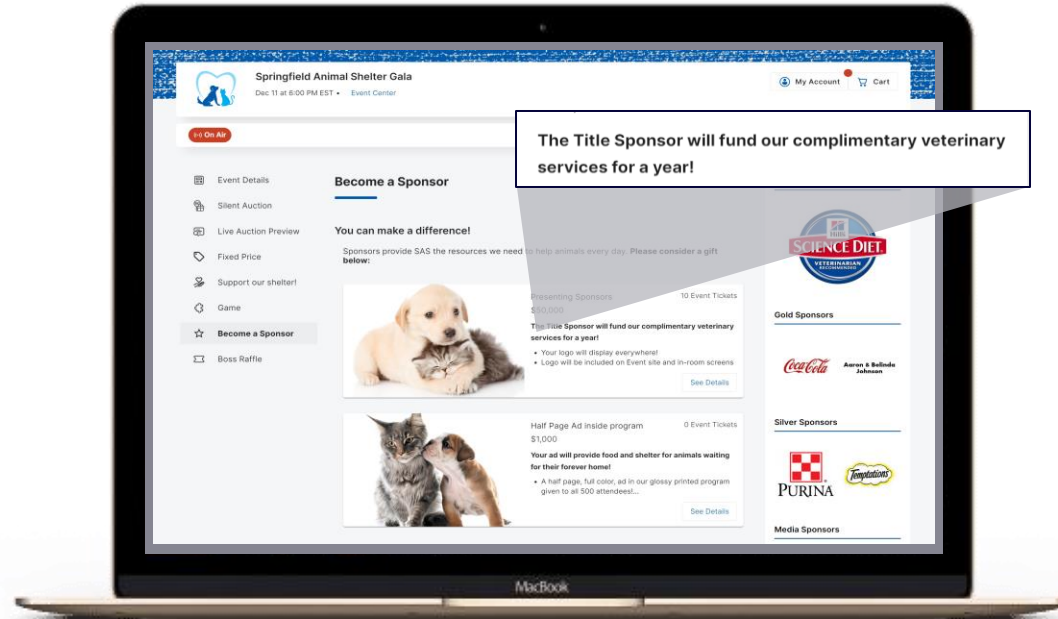 Springfield Animal Shelter Gala
Dec 11 at 6:00 PM EST • Event Center
My Account
Cart
On Air
The Title Sponsor will fund our complimentary veterinary
services for a year!
Event Details
Silent Auction
Live Auction Preview
Fixed Price
Support our shelter!
Game
Become a Sponsor
Boss Raffle
Become a Sponsor
You can make a difference!
Sponsors provide SAS the resources we need to help animals every day. Please consider a gift
below:
Presenting Sponsors
10 Event Tickets
$50,000
The Title Sponsor will fund our complimentary veterinary
services for a year!
• Your logo will display everywhere!
• Logo will be included on Event site and in-room screens
See Details
Half Page Ad inside program
0 Event Tickets
$1,000
Your ad will provide food and shelter for animals waiting
for their forever home!
• A half page, full color, ad in our glossy printed program
given to all 500 attendees!...
See Details
Hill's
SCIENCE DIET
VETERINARIAN
RECOMMENDED
Gold Sponsors
Coca-Cola
Aaron & Belinda
Johnson
Silver Sponsors
PURINA
Temptations
Media Sponsors
MacBook